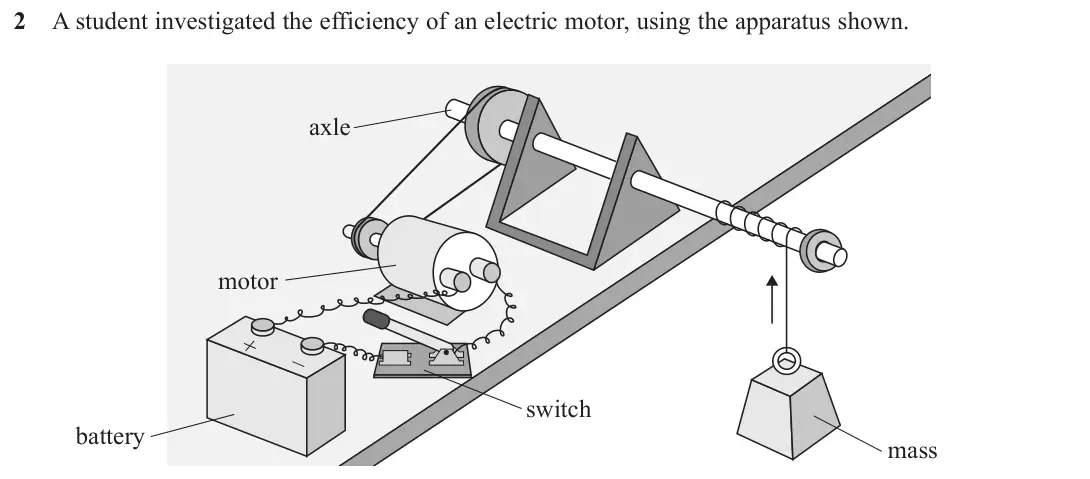 2 A student investigated the efficiency of an electric motor, using the apparatus shown.
axle
motor
+
−
switch
battery
mass